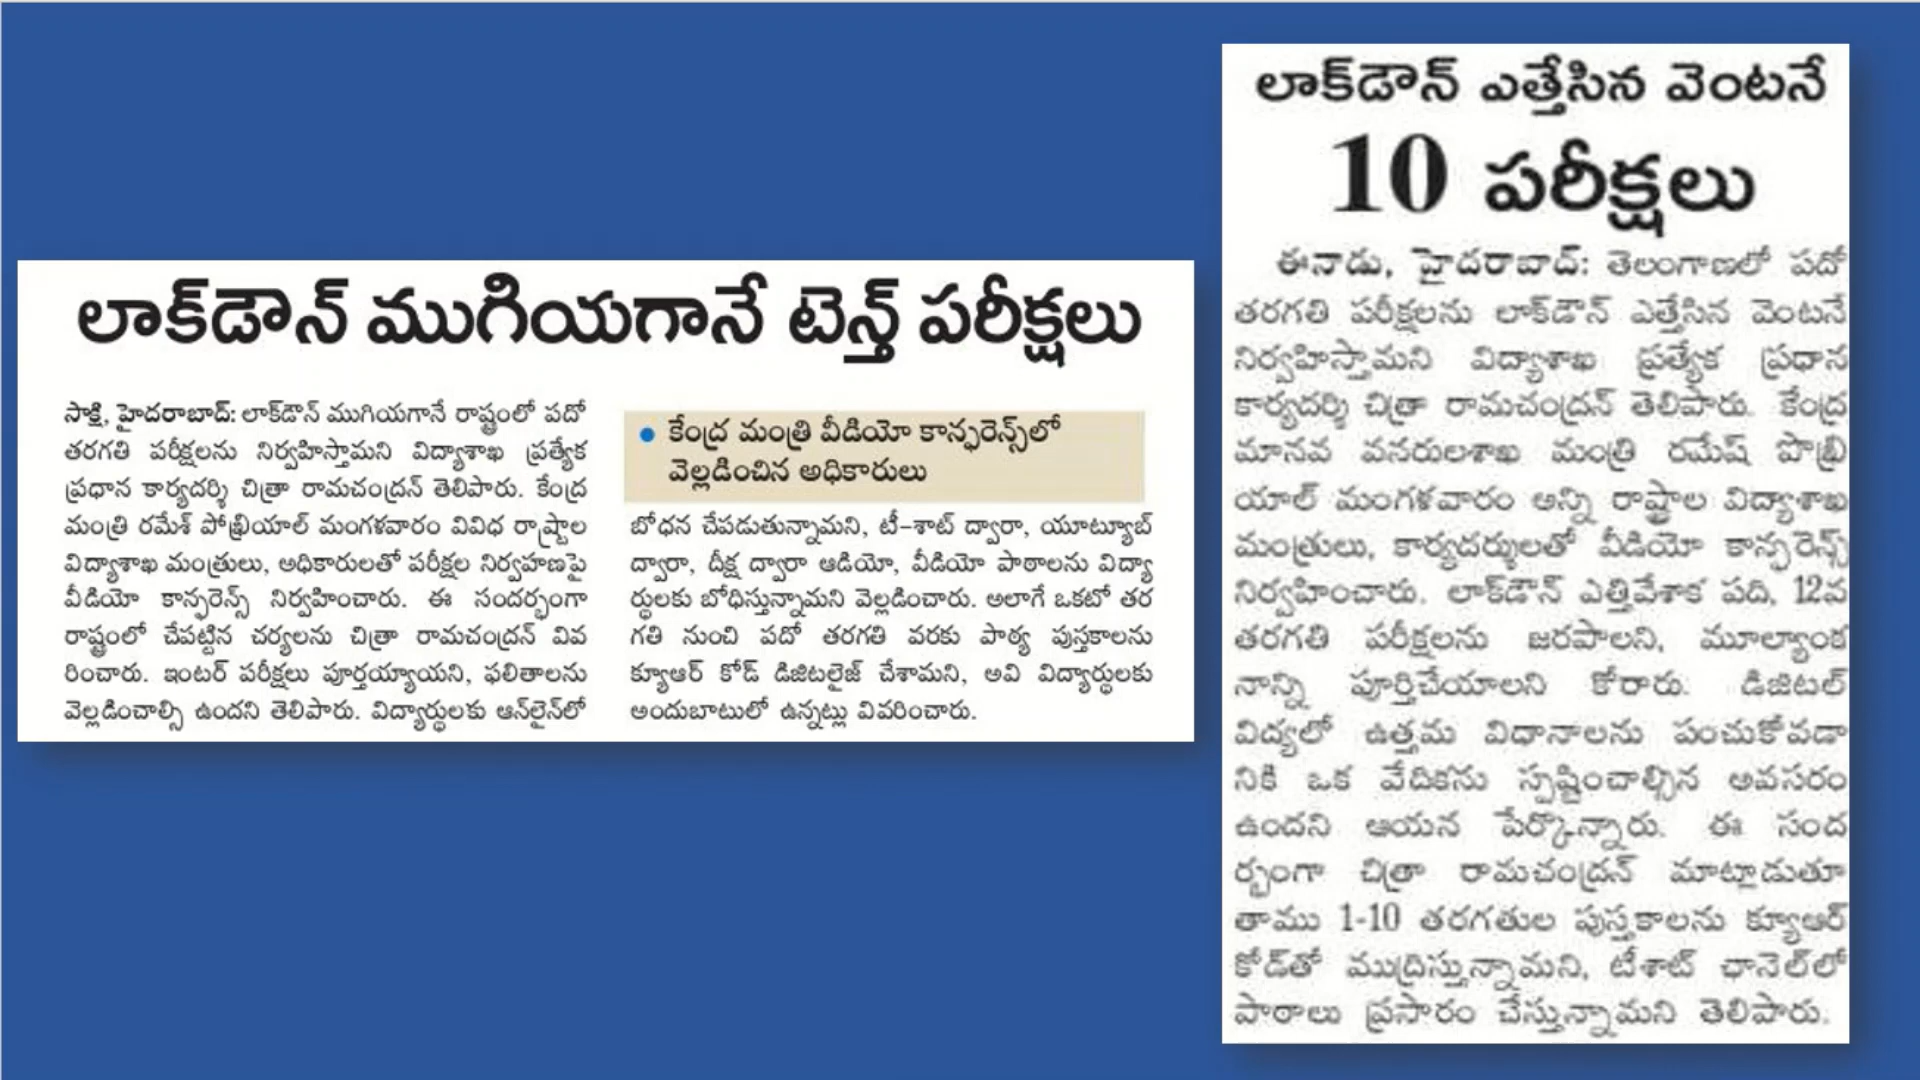 లాక్‌డౌన్ ముగియగానే టెన్త్ పరీక్షలు
సాక్షి, హైదరాబాద్: లాక్‌డౌన్ ముగియగానే రాష్ట్రంలో పదో
తరగతి పరీక్షలను నిర్వహిస్తామని విద్యాశాఖ ప్రత్యేక
ప్రధాన కార్యదర్శి చిత్రా రామచంద్రన్ తెలిపారు. కేంద్ర
మంత్రి రమేశ్ పోఖ్రియాల్ మంగళవారం వివిధ రాష్ట్రాల
విద్యాశాఖ మంత్రులు, అధికారులతో పరీక్షల నిర్వహణపై
వీడియో కాన్ఫరెన్స్ నిర్వహించారు. ఈ సందర్భంగా
రాష్ట్రంలో చేపట్టిన చర్యలను చిత్రా రామచంద్రన్ వివ
రించారు. ఇంటర్ పరీక్షలు పూర్తయ్యాయని, ఫలితాలను
వెల్లడించాల్సి ఉందని తెలిపారు. విద్యార్థులకు ఆన్‌లైన్‌లో
• కేంద్ర మంత్రి వీడియో కాన్ఫరెన్స్‌లో
వెల్లడించిన అధికారులు
బోధన చేపడుతున్నామని, టీ–శాట్ ద్వారా, యూట్యూబ్
ద్వారా, దీక్ష ద్వారా ఆడియో, వీడియో పాఠాలను విద్యా
ర్థులకు బోధిస్తున్నామని వెల్లడించారు. అలాగే ఒకటో తర
గతి నుంచి పదో తరగతి వరకు పాఠ్య పుస్తకాలను
క్యూఆర్ కోడ్ డిజిటలైజ్ చేశామని, అవి విద్యార్థులకు
అందుబాటులో ఉన్నట్లు వివరించారు.
లాక్‌డౌన్ ఎత్తేసిన వెంటనే
10 పరీక్షలు
ఈనాడు, హైదరాబాద్: తెలంగాణలో పదో
తరగతి పరీక్షలను లాక్‌డౌన్ ఎత్తేసిన వెంటనే
నిర్వహిస్తామని విద్యాశాఖ ప్రత్యేక ప్రధాన
కార్యదర్శి చిత్రా రామచంద్రన్ తెలిపారు. కేంద్ర
మానవ వనరులశాఖ మంత్రి రమేష్ పొఖ్రి
యాల్ మంగళవారం అన్ని రాష్ట్రాల విద్యాశాఖ
మంత్రులు, కార్యదర్శులతో వీడియో కాన్ఫరెన్స్
నిర్వహించారు. లాక్‌డౌన్ ఎత్తివేశాక పది, 12వ
తరగతి పరీక్షలను జరపాలని, మూల్యాంక
నాన్ని పూర్తిచేయాలని కోరారు. డిజిటల్
విద్యలో ఉత్తమ విధానాలను పంచుకోవడా
నికి ఒక వేదికను సృష్టించాల్సిన అవసరం
ఉందని ఆయన పేర్కొన్నారు. ఈ సంద
ర్భంగా చిత్రా రామచంద్రన్ మాట్లాడుతూ
తాము 1-10 తరగతుల పుస్తకాలను క్యూఆర్
కోడ్‌తో ముద్రిస్తున్నామని, టీశాట్ ఛానెల్‌లో
పాఠాలు ప్రసారం చేస్తున్నామని తెలిపారు.